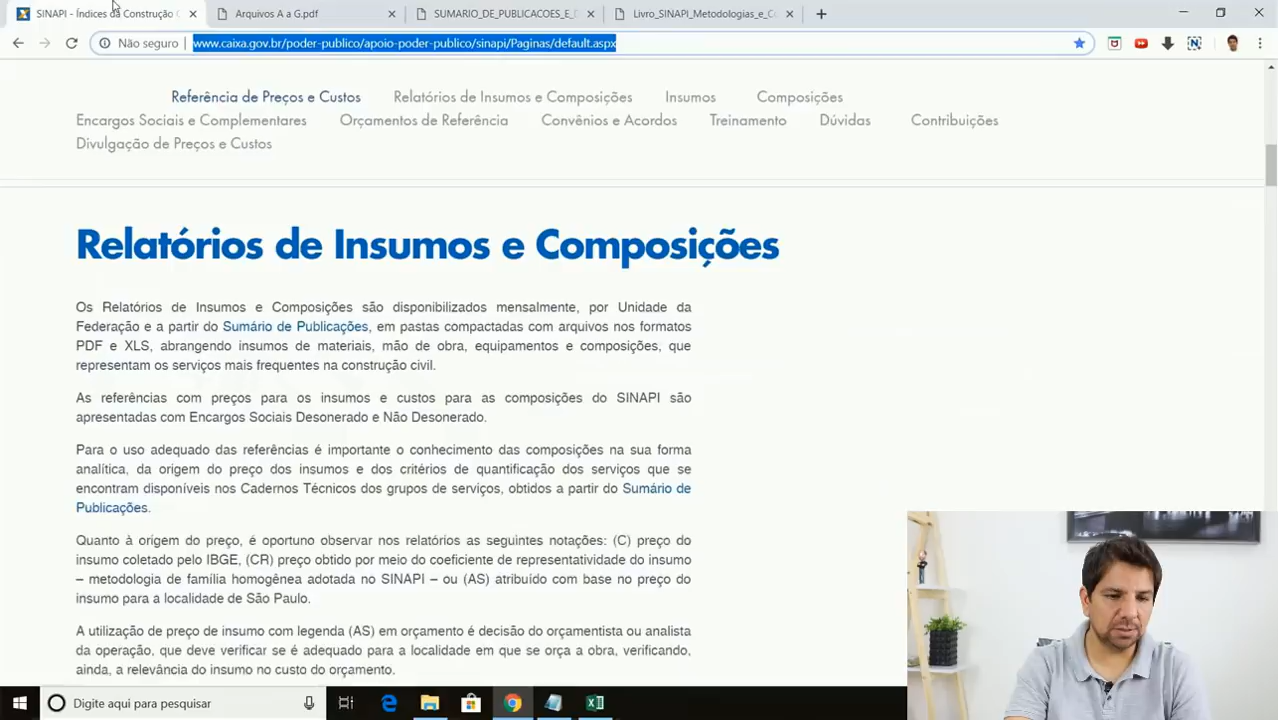 SINAPI - Índices da Construção C
Arquivos A a G.pdf
SUMARIO_DE_PUBLICACOES_E_D
Livro_SINAPI_Metodologias_e_Co
Não seguro
www.caixa.gov.br/poder-publico/apoio-poder-publico/sinapi/Paginas/default.aspx
Referência de Preços e Custos Relatórios de Insumos e Composições Insumos Composições
Encargos Sociais e Complementares Orçamentos de Referência Convênios e Acordos Treinamento Dúvidas Contribuições
Divulgação de Preços e Custos
Relatórios de Insumos e Composições
Os Relatórios de Insumos e Composições são disponibilizados mensalmente, por Unidade da
Federação e a partir do Sumário de Publicações, em pastas compactadas com arquivos nos formatos
PDF e XLS, abrangendo insumos de materiais, mão de obra, equipamentos e composições, que
representam os serviços mais frequentes na construção civil.
As referências com preços para os insumos e custos para as composições do SINAPI são
apresentadas com Encargos Sociais Desonerado e Não Desonerado.
Para o uso adequado das referências é importante o conhecimento das composições na sua forma
analítica, da origem do preço dos insumos e dos critérios de quantificação dos serviços que se
encontram disponíveis nos Cadernos Técnicos dos grupos de serviços, obtidos a partir do Sumário de
Publicações.
Quanto à origem do preço, é oportuno observar nos relatórios as seguintes notações: (C) preço do
insumo coletado pelo IBGE, (CR) preço obtido por meio do coeficiente de representatividade do insumo
– metodologia de família homogênea adotada no SINAPI – ou (AS) atribuído com base no preço do
insumo para a localidade de São Paulo.
A utilização de preço de insumo com legenda (AS) em orçamento é decisão do orçamentista ou analista
da operação, que deve verificar se é adequado para a localidade em que se orça a obra, verificando,
ainda, a relevância do insumo no custo do orçamento.
Digite aqui para pesquisar